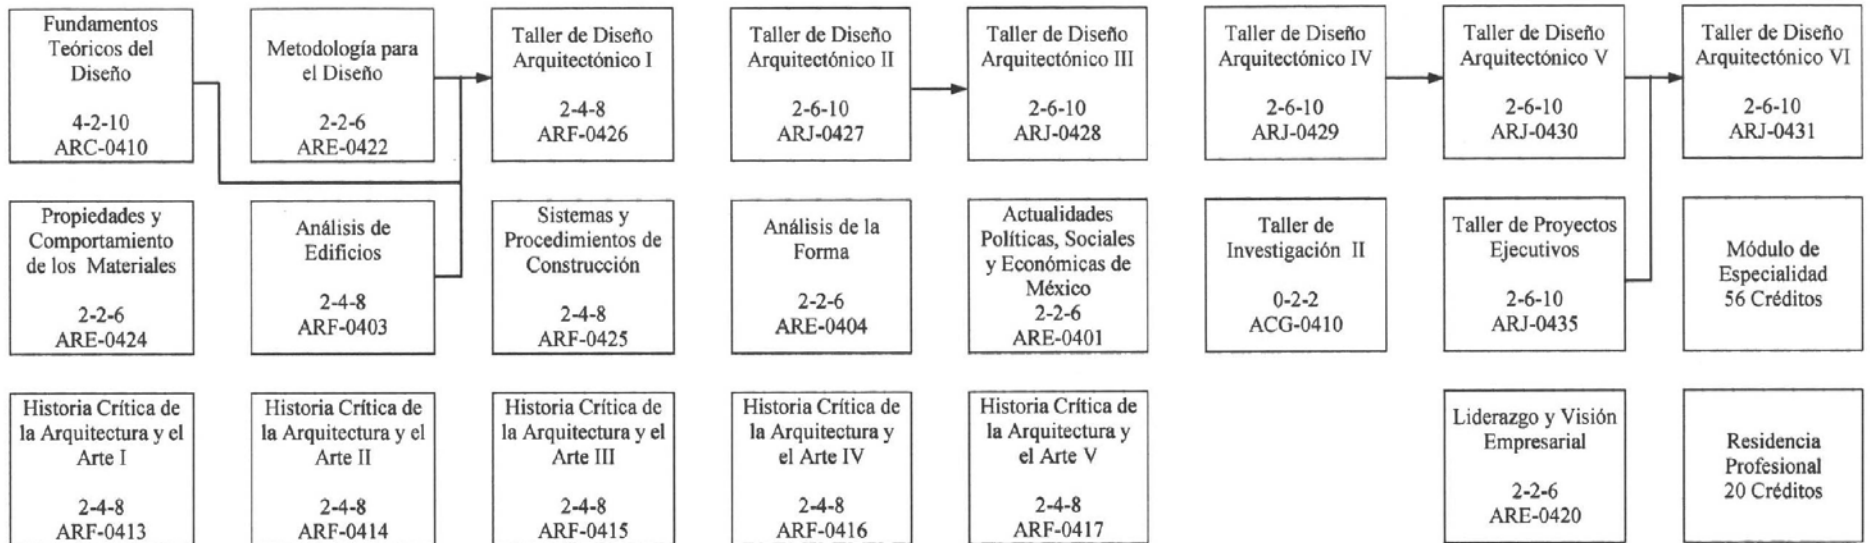 Fundamentos
Teóricos del
Diseño
4-2-10
ARC-0410
Metodología para
el Diseño
2-2-6
ARE-0422
Taller de Diseño
Arquitectónico I
2-4-8
ARF-0426
Taller de Diseño
Arquitectónico II
2-6-10
ARJ-0427
Taller de Diseño
Arquitectónico III
2-6-10
ARJ-0428
Taller de Diseño
Arquitectónico IV
2-6-10
ARJ-0429
Taller de Diseño
Arquitectónico V
2-6-10
ARJ-0430
Taller de Diseño
Arquitectónico VI
2-6-10
ARJ-0431
Propiedades y
Comportamiento
de los Materiales
2-2-6
ARE-0424
Análisis de
Edificios
2-4-8
ARF-0403
Sistemas y
Procedimientos de
Construcción
2-4-8
ARF-0425
Análisis de la
Forma
2-2-6
ARE-0404
Actualidades
Políticas, Sociales
y Económicas de
México
2-2-6
ARE-0401
Taller de
Investigación II
0-2-2
ACG-0410
Taller de Proyectos
Ejecutivos
2-6-10
ARJ-0435
Módulo de
Especialidad
56 Créditos
Historia Crítica de
la Arquitectura y el
Arte I
2-4-8
ARF-0413
Historia Crítica de
la Arquitectura y el
Arte II
2-4-8
ARF-0414
Historia Crítica de
la Arquitectura y el
Arte III
2-4-8
ARF-0415
Historia Crítica de
la Arquitectura y
el Arte IV
2-4-8
ARF-0416
Historia Crítica de
la Arquitectura y
el Arte V
2-4-8
ARF-0417
Liderazgo y Visión
Empresarial
2-2-6
ARE-0420
Residencia
Profesional
20 Créditos